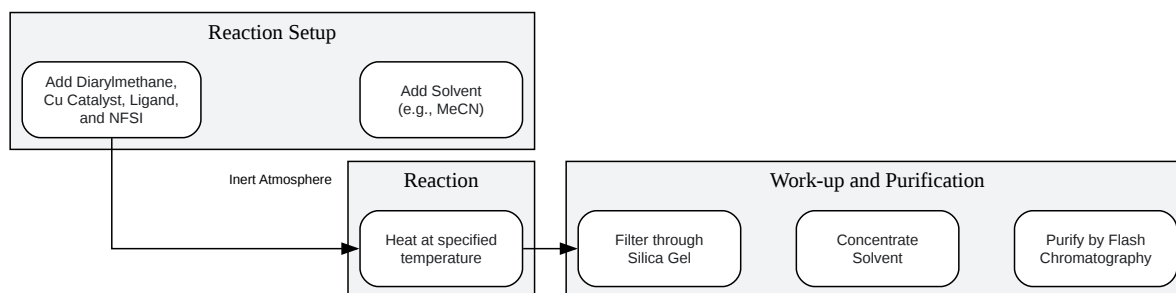 Reaction Setup
Add Diarylmethane,
Cu Catalyst, Ligand,
and NFSI
Add Solvent
(e.g., MeCN)
Inert Atmosphere
Reaction
Heat at specified
temperature
Work-up and Purification
Filter through
Silica Gel
Concentrate
Solvent
Purify by Flash
Chromatography